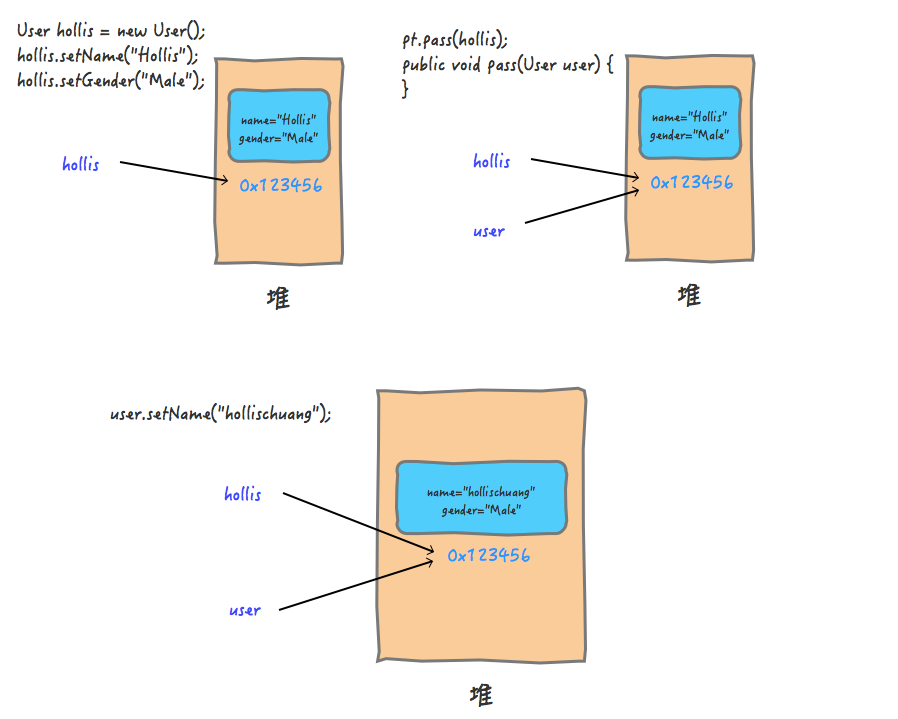 User hollis = new User();
hollis.setName("Hollis");
hollis.setGender("Male");
name="Hollis"
gender="Male"
hollis
0x123456
堆
pt.pass(hollis);
public void pass(User user) {
}
name="Hollis"
gender="Male"
hollis
0x123456
user
堆
user.setName("hollischuang");
name="hollischuang"
gender="Male"
hollis
0x123456
user
堆